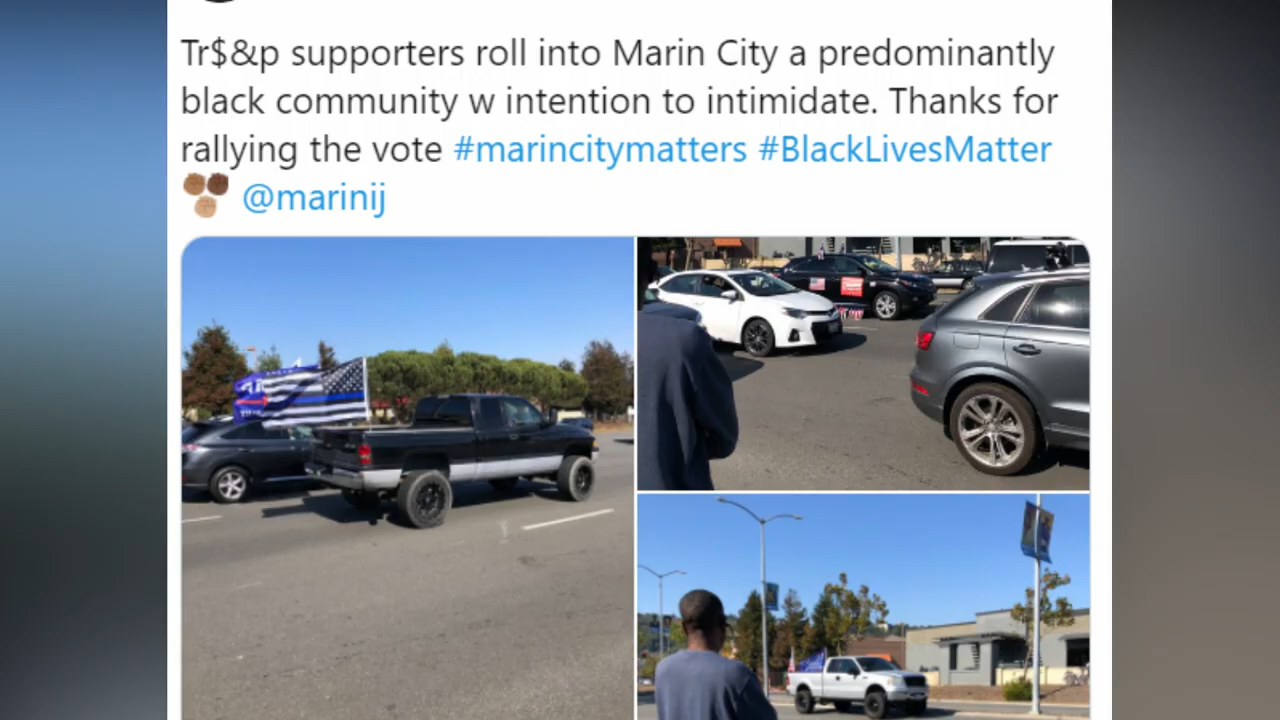 Tr$&p supporters roll into Marin City a predominantly
black community w intention to intimidate. Thanks for
rallying the vote #marincitymatters #BlackLivesMatter
@marinij